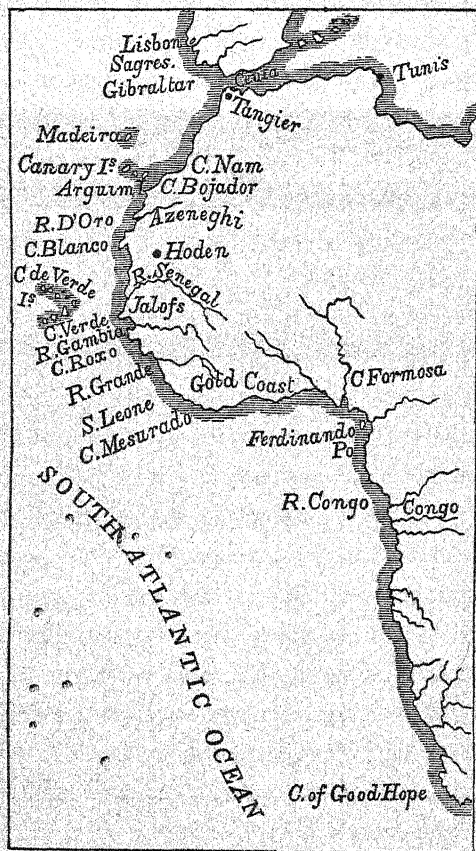 Lisbon
Sagres.
Gibraltar
Ceuta
Tunis
Tangier
Madeira
Canary Is
C. Nam
Arguim
C. Bojador
R. D'Oro
Azeneghi
C. Blanco
Hoden
C de Verde
Is
R. Senegal
Jalofs
C. Verde
R. Gambia
C. Roxo
R. Grande
Gold Coast
C Formosa
S. Leone
C. Mesurado
Ferdinando
Po
R. Congo
Congo
SOUTH ATLANTIC OCEAN
C. of Good Hope